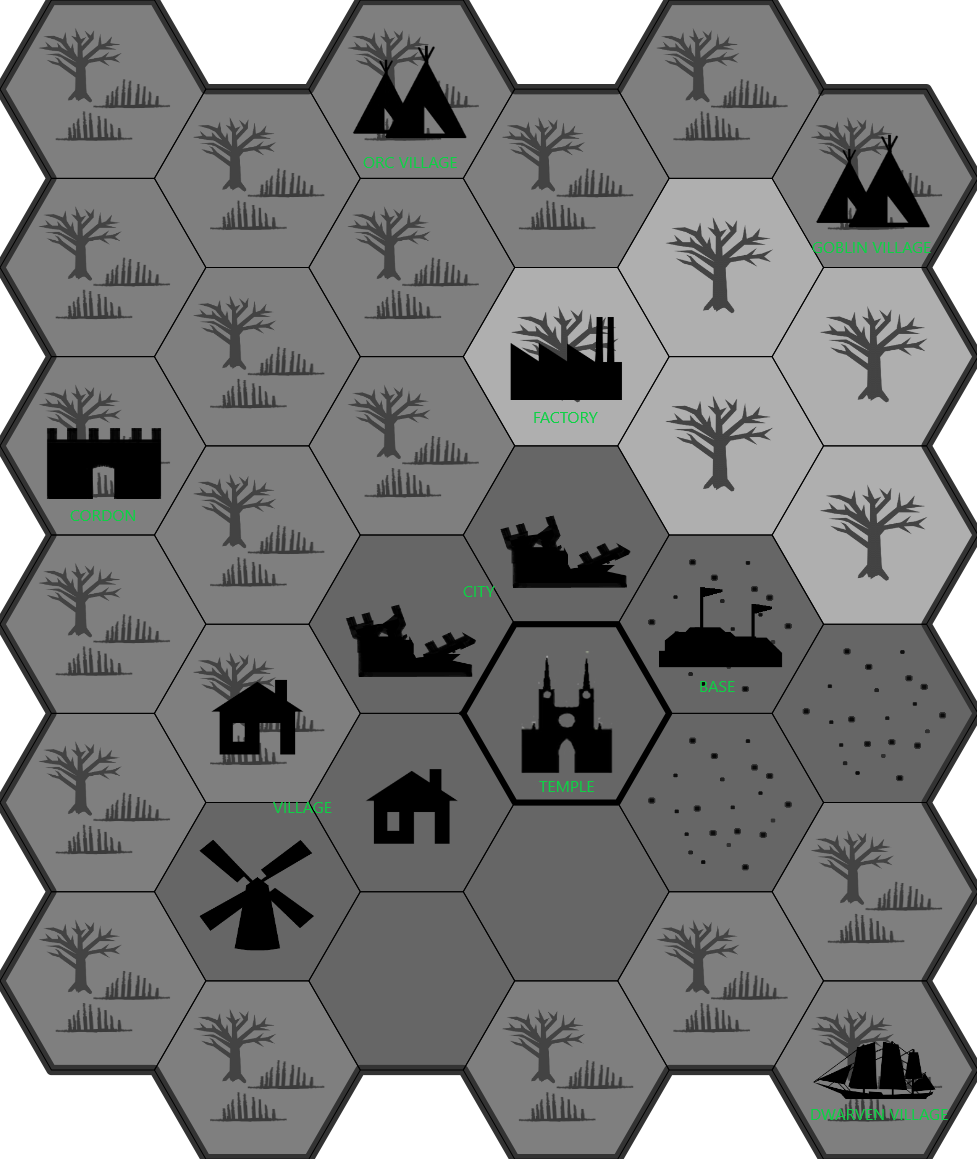 ORC VILLAGE
GOBLIN VILLAGE
FACTORY
CORDON
CITY
BASE
TEMPLE
VILLAGE
DWARVEN VILLAGE